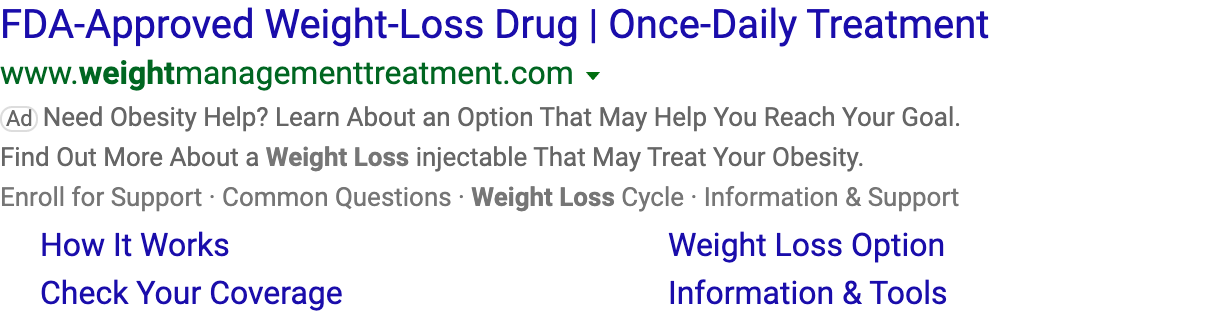 FDA-Approved Weight-Loss Drug | Once-Daily Treatment
www.weightmanagementtreatment.com
Ad Need Obesity Help? Learn About an Option That May Help You Reach Your Goal.
Find Out More About a Weight Loss injectable That May Treat Your Obesity.
Enroll for Support · Common Questions · Weight Loss Cycle · Information & Support
How It Works Weight Loss Option
Check Your Coverage Information & Tools